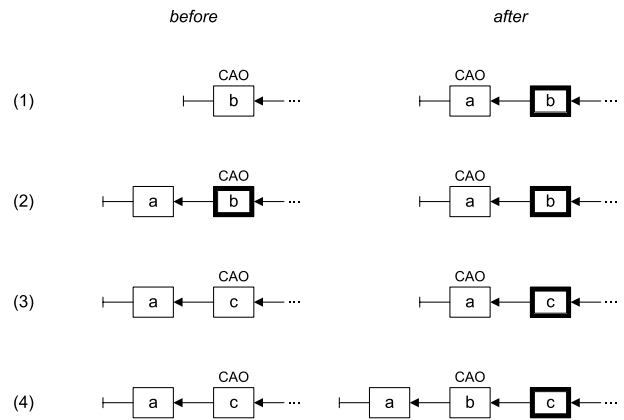 before after
CAO CAO
(1) b ... a b ...
CAO CAO
(2) a b ... a b ...
CAO CAO
(3) a c ... a c ...
CAO CAO
(4) a c ... a b c ...